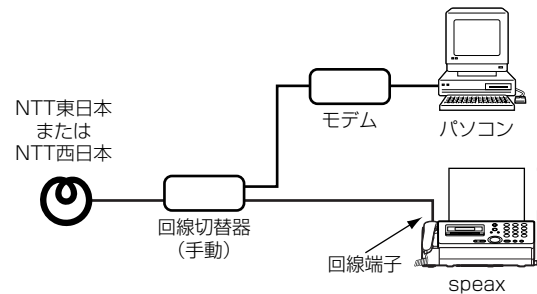 NTT東日本
または
NTT西日本
モデム
パソコン
回線切替器
（手動）
回線端子
speax